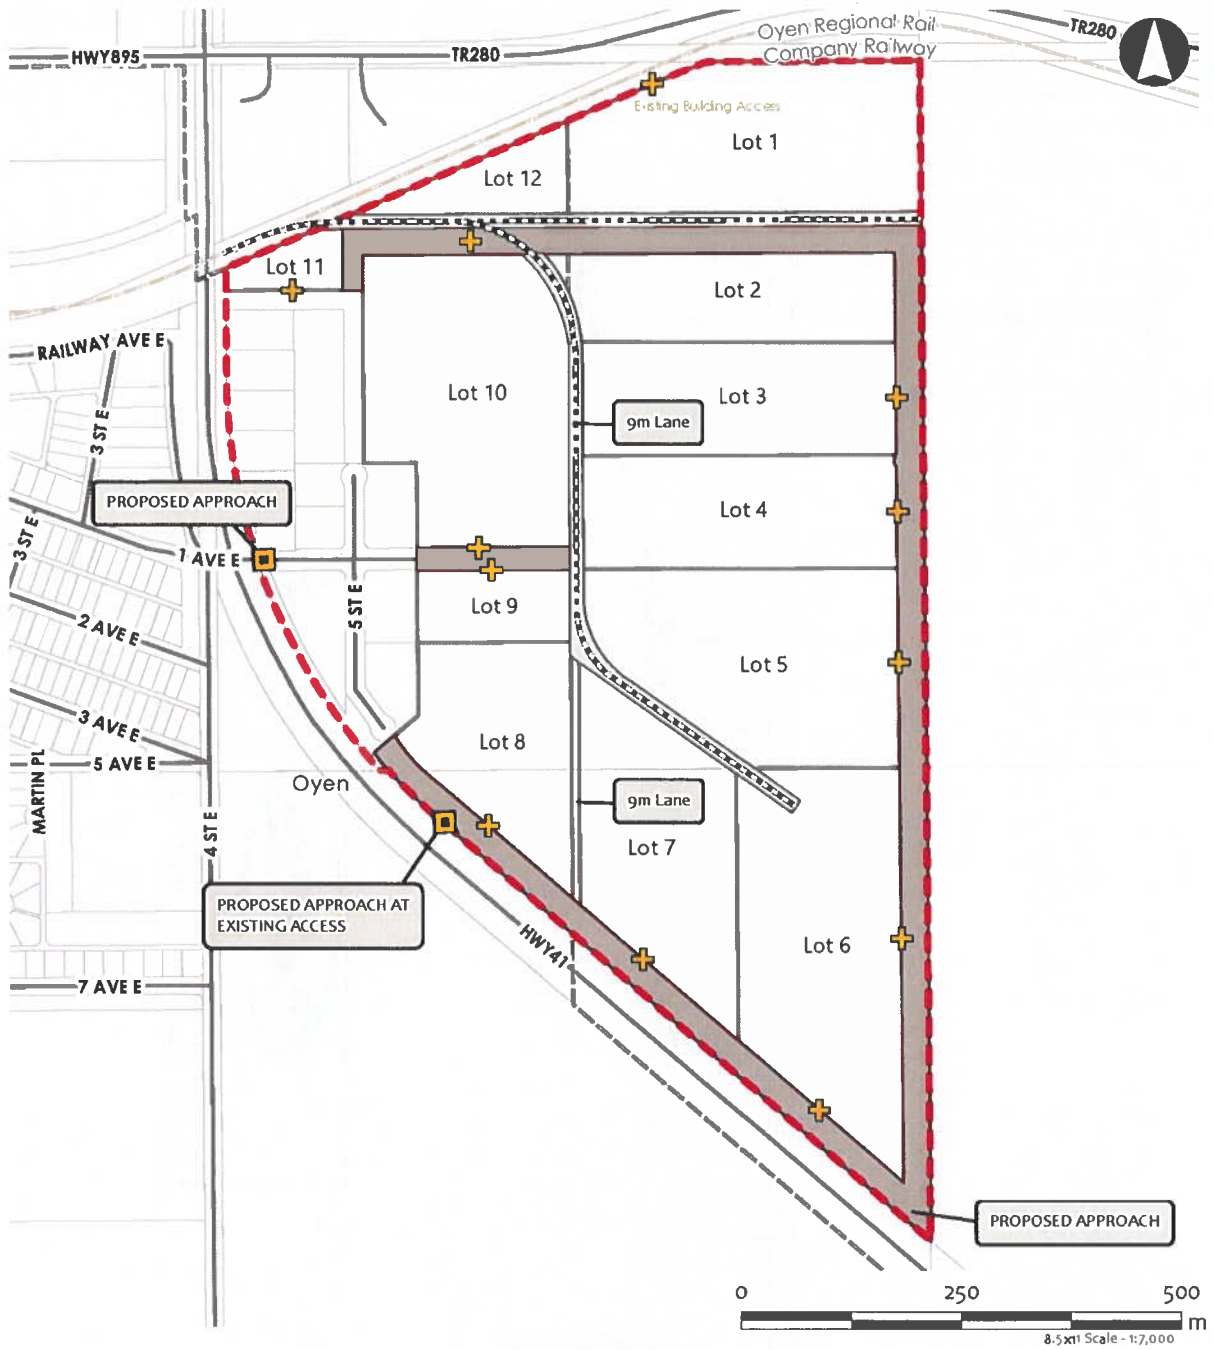 Oyen Regional Rail
Company Railway
TR280
HWY895
TR280
Existing Building Access
Lot 1
Lot 12
Lot 11
Lot 2
RAILWAY AVE E
Lot 10
Lot 3
9m Lane
3 ST E
PROPOSED APPROACH
Lot 4
3 ST E
1 AVE E
5 ST E
Lot 9
2 AVE E
Lot 5
3 AVE E
Lot 8
5 AVE E
MARTIN PL
Oyen
9m Lane
4 ST E
Lot 7
PROPOSED APPROACH AT
EXISTING ACCESS
HWY41
Lot 6
7 AVE E
PROPOSED APPROACH
0 250 500
m
8.5x11 Scale - 1:7,000